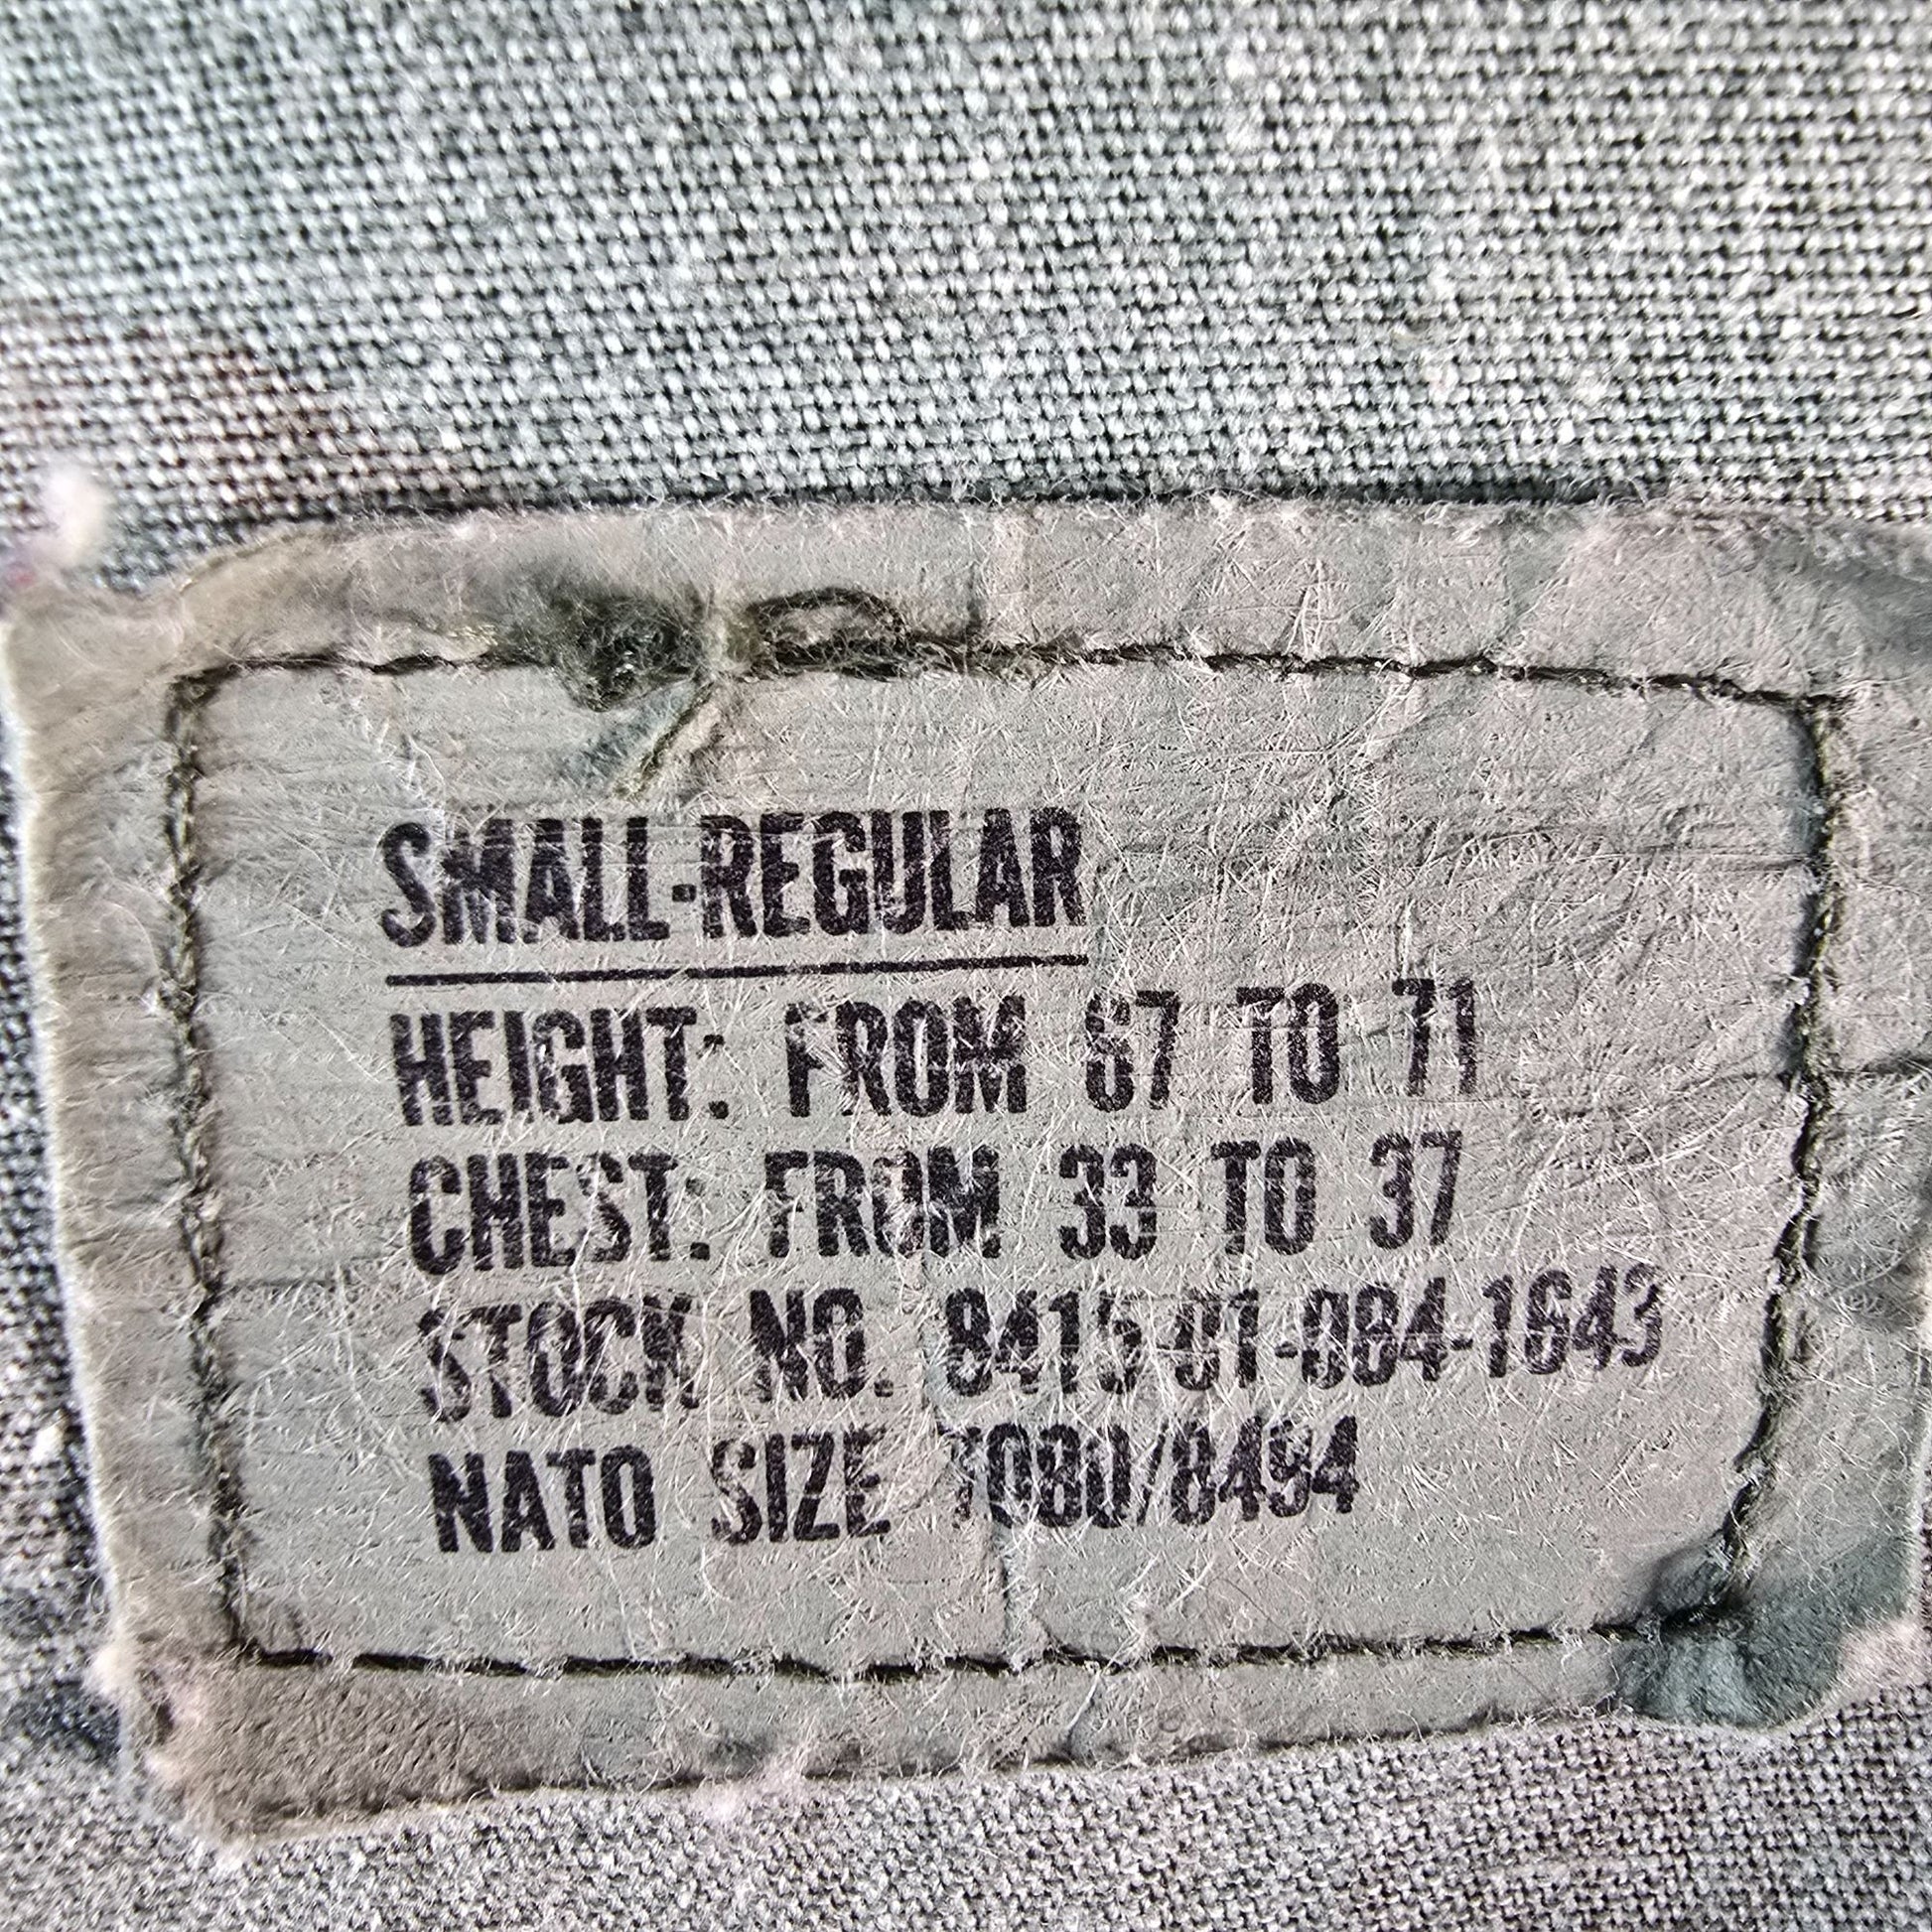 SMALL-REGULAR
HEIGHT: FROM 67 TO 71
CHEST: FROM 33 TO 37
STOCK NO. 8415-01-084-1643
NATO SIZE 7080/8494